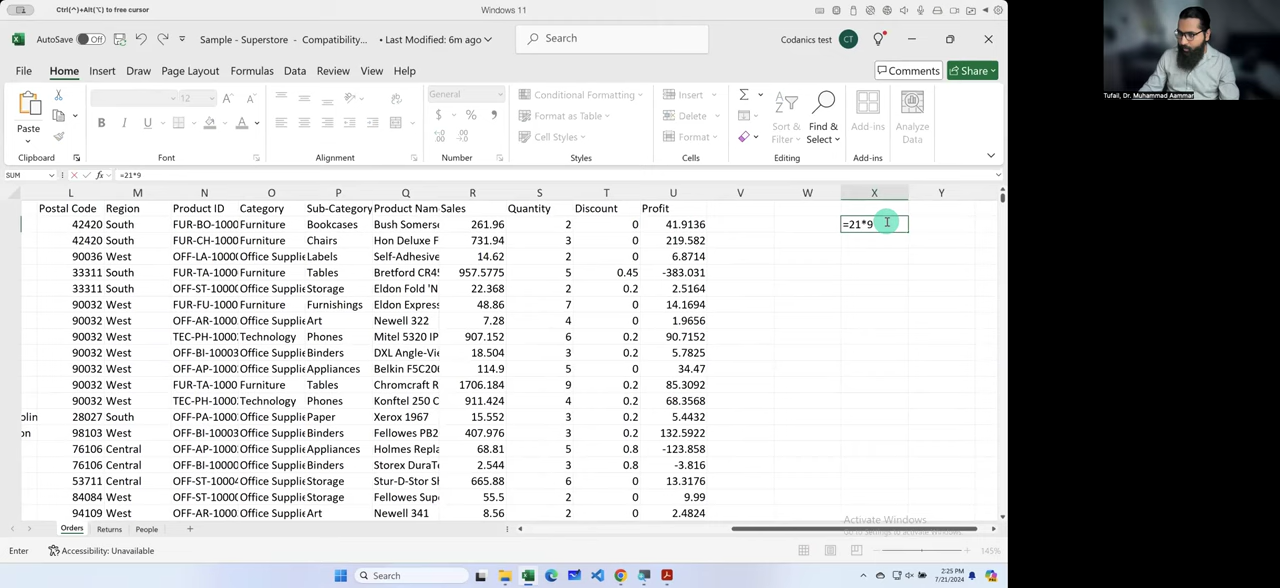 Ctrl(^)+Alt(⌥) to free cursor
Windows 11
AutoSave Off
Sample - Superstore - Compatibility... • Last Modified: 6m ago
Search
Codanics test CT
File Home Insert Draw Page Layout Formulas Data Review View Help
Comments Share
Paste
12
General
Conditional Formatting
Format as Table
Cell Styles
Insert
Delete
Format
Sort & Filter
Find & Select
Add-ins
Analyze Data
Clipboard Font Alignment Number Styles Cells Editing Add-ins
SUM =21*9
L M N O P Q R S T U V W X Y
Postal Code Region Product ID Category Sub-Category Product Nam Sales Quantity Discount Profit
42420 South FUR-BO-1000 Furniture Bookcases Bush Somers 261.96 2 0 41.9136 =21*9
42420 South FUR-CH-1000 Furniture Chairs Hon Deluxe F 731.94 3 0 219.582
90036 West OFF-LA-1000 Office Supplie Labels Self-Adhesive 14.62 2 0 6.8714
33311 South FUR-TA-1000 Furniture Tables Bretford CR4 957.5775 5 0.45 -383.031
33311 South OFF-ST-1000 Office Supplie Storage Eldon Fold 'N 22.368 2 0.2 2.5164
90032 West FUR-FU-1000 Furniture Furnishings Eldon Express 48.86 7 0 14.1694
90032 West OFF-AR-1000 Office Supplie Art Newell 322 7.28 4 0 1.9656
90032 West TEC-PH-1000 Technology Phones Mitel 5320 IP 907.152 6 0.2 90.7152
90032 West OFF-BI-10003 Office Supplie Binders DXL Angle-Vie 18.504 3 0.2 5.7825
90032 West OFF-AP-1000 Office Supplie Appliances Belkin F5C206 114.9 5 0 34.47
90032 West FUR-TA-1000 Furniture Tables Chromcraft R 1706.184 9 0.2 85.3092
90032 West TEC-PH-1000 Technology Phones Konftel 250 C 911.424 4 0.2 68.3568
olin 28027 South OFF-PA-1000 Office Supplie Paper Xerox 1967 15.552 3 0.2 5.4432
on 98103 West OFF-BI-10003 Office Supplie Binders Fellowes PB2 407.976 3 0.2 132.5922
76106 Central OFF-AP-1000 Office Supplie Appliances Holmes Repla 68.81 5 0.8 -123.858
76106 Central OFF-BI-10000 Office Supplie Binders Storex DuraT 2.544 3 0.8 -3.816
53711 Central OFF-ST-1000 Office Supplie Storage Stur-D-Stor S 665.88 6 0 13.3176
84084 West OFF-ST-1000 Office Supplie Storage Fellowes Sup 55.5 2 0 9.99
94109 West OFF-AR-1000 Office Supplie Art Newell 341 8.56 2 0 2.4824
Activate Windows
Go to Settings to activate Windows.
Orders Returns People
Enter Accessibility: Unavailable 145%
Search
2:25 PM
7/21/2024
Tufail, Dr. Muhammad Aammar